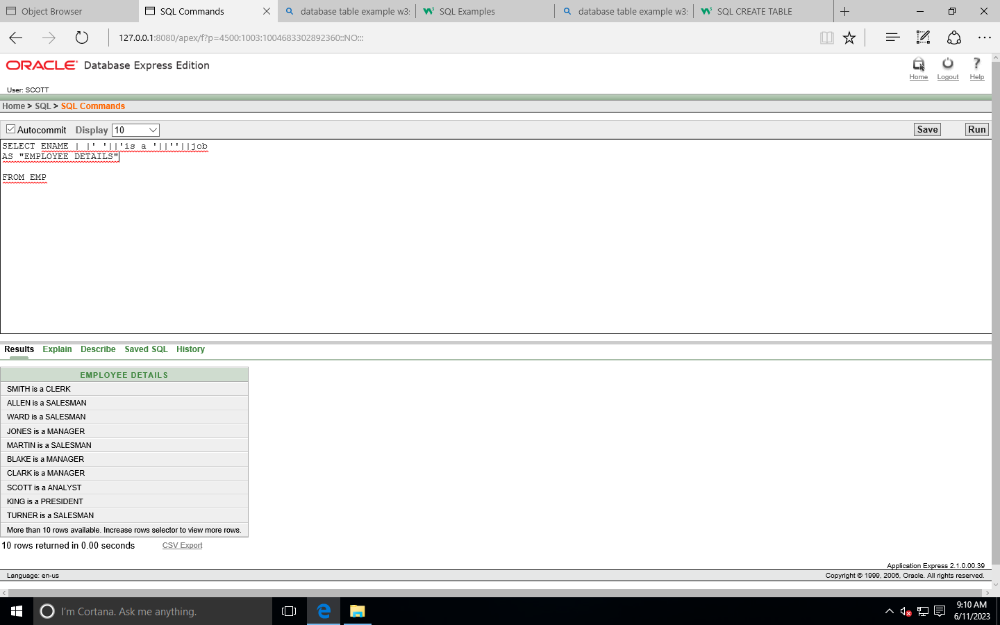 Object Browser
SQL Commands
database table example w3:
SQL Examples
database table example w3:
SQL CREATE TABLE
127.0.0.1:8080/apex/f?p=4500:1003:1004683302892360::NO:::
ORACLE Database Express Edition
Home Logout Help
User: SCOTT
Home > SQL > SQL Commands
Autocommit Display 10 Save Run
SELECT ENAME | |' '||'is a '||''||job
AS "EMPLOYEE DETAILS"
FROM EMP
Results Explain Describe Saved SQL History
EMPLOYEE DETAILS
SMITH is a CLERK
ALLEN is a SALESMAN
WARD is a SALESMAN
JONES is a MANAGER
MARTIN is a SALESMAN
BLAKE is a MANAGER
CLARK is a MANAGER
SCOTT is a ANALYST
KING is a PRESIDENT
TURNER is a SALESMAN
More than 10 rows available. Increase rows selector to view more rows.
10 rows returned in 0.00 seconds CSV Export
Application Express 2.1.0.00.39
Language: en-us Copyright © 1999, 2006, Oracle. All rights reserved.
I'm Cortana. Ask me anything.
9:10 AM
6/11/2023